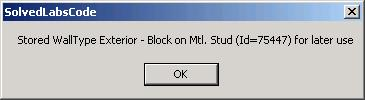 SolvedLabsCode
Stored WallType Exterior - Block on Mtl. Stud (Id=75447) for later use
OK